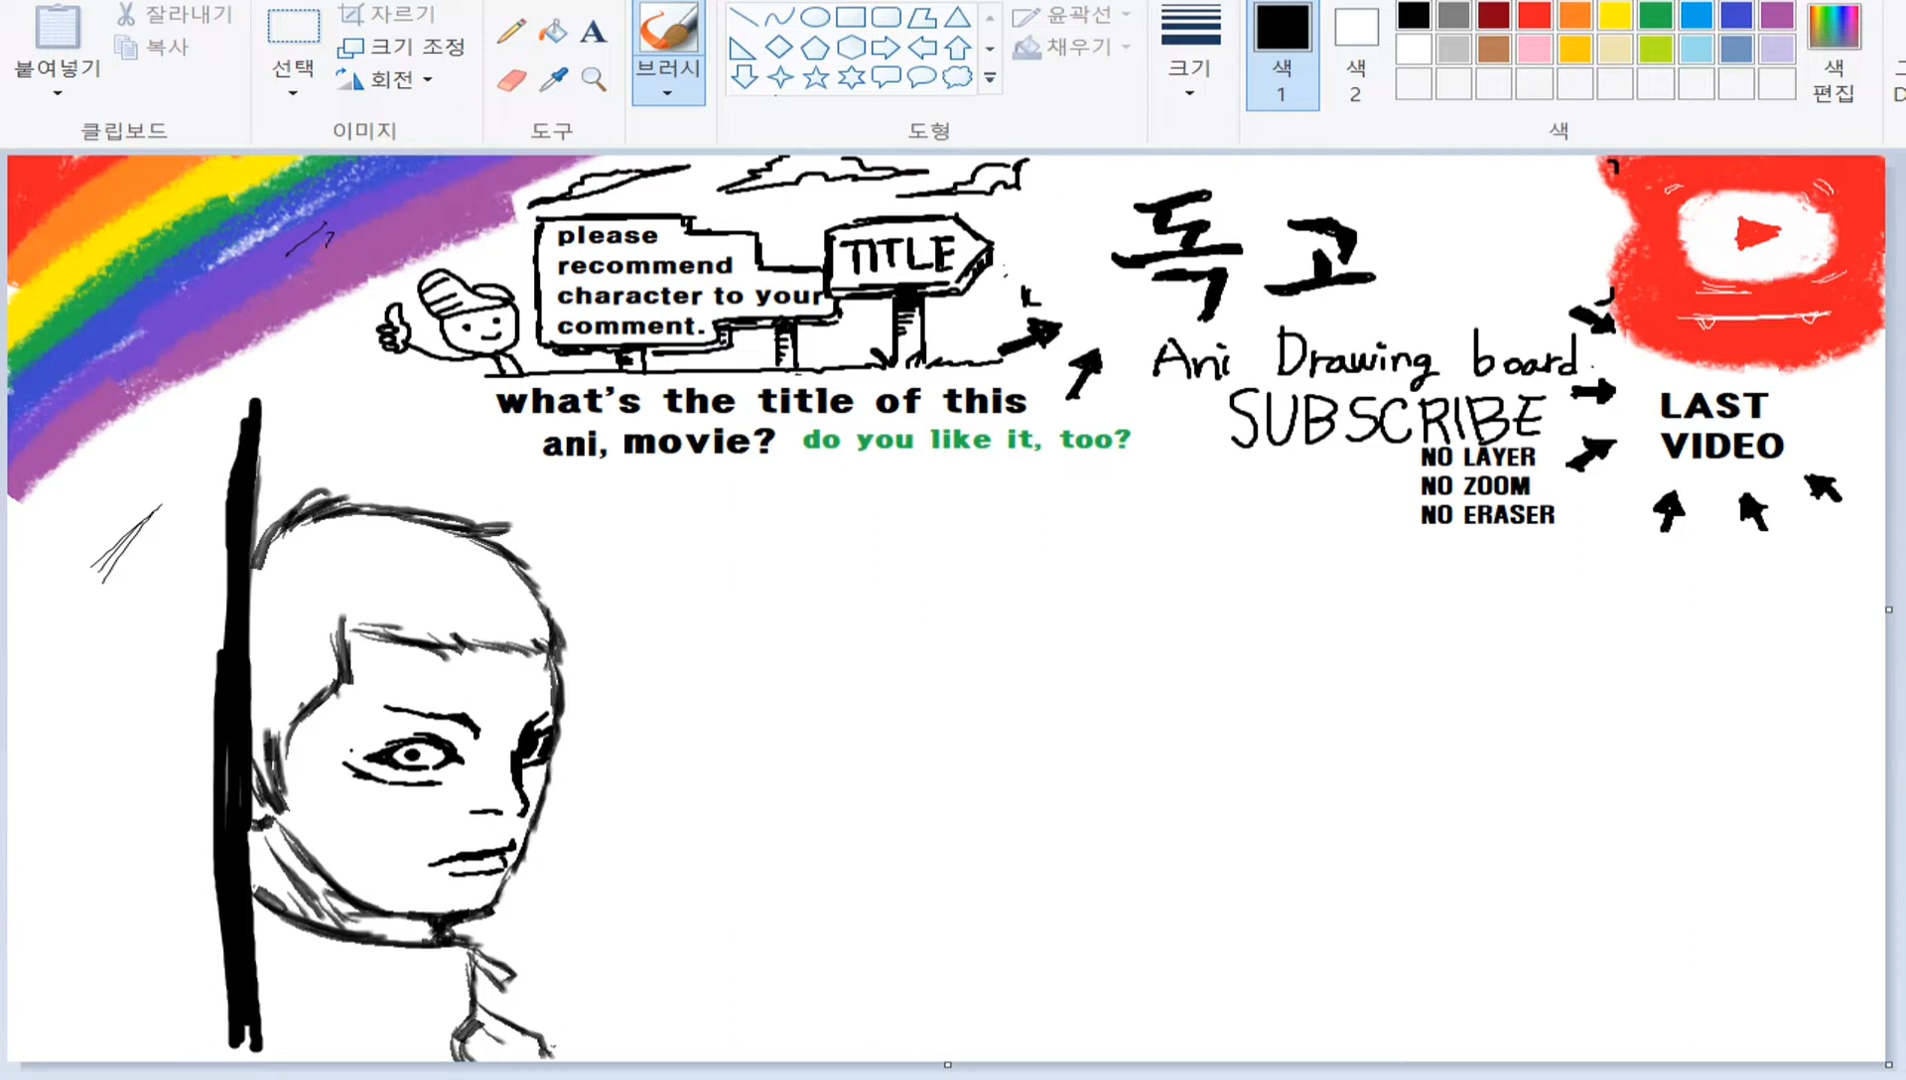 붙여넣기
잘라내기
복사
클립보드
선택
자르기
크기 조정
회전
이미지
A
도구
브러시
윤곽선
채우기
도형
크기
색
1
색
2
색
편집
색
please
recommend
character to your
comment.
TITLE
what's the title of this
ani, movie? do you like it, too?
독고
Ani Drawing board
SUBSCRIBE
NO LAYER
NO ZOOM
NO ERASER
LAST
VIDEO